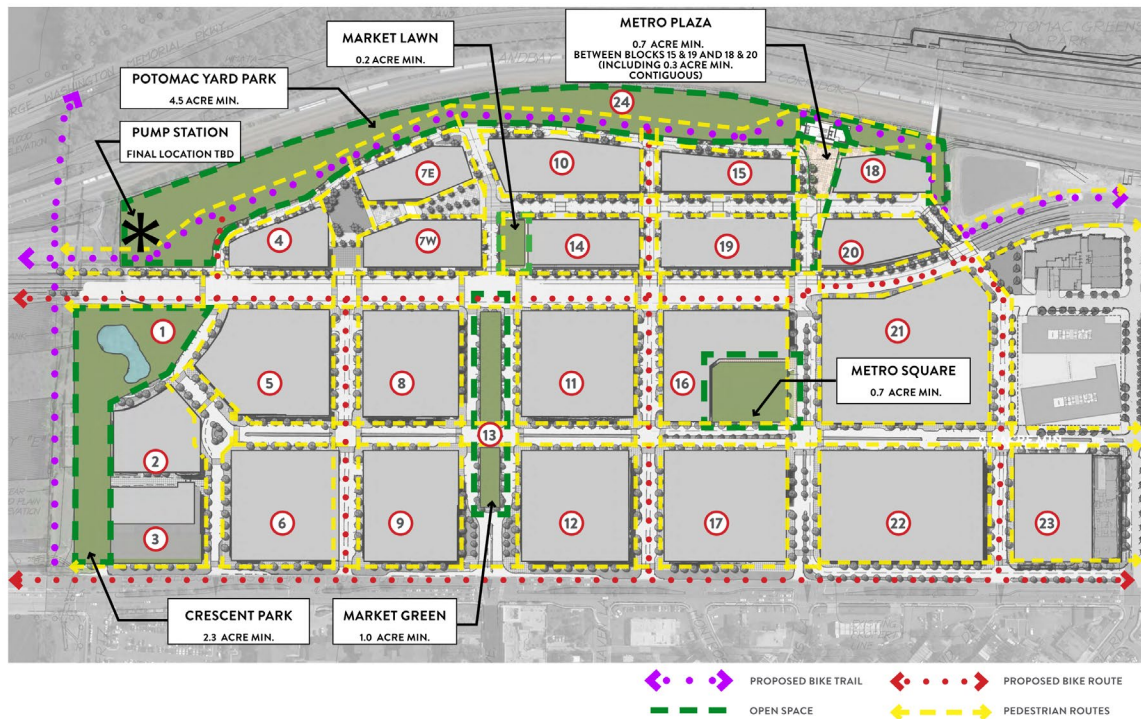 METRO PLAZA
0.7 ACRE MIN.
BETWEEN BLOCKS 15 & 19 AND 18 & 20
(INCLUDING 0.3 ACRE MIN.
CONTIGUOUS)
MARKET LAWN
0.2 ACRE MIN.
POTOMAC YARD PARK
4.5 ACRE MIN.
PUMP STATION
FINAL LOCATION TBD
POTOMAC GREEN
24
7E
10
15
18
4
7W
14
19
20
1
5
8
11
16
21
METRO SQUARE
0.7 ACRE MIN.
13
2
3
6
9
12
17
22
23
CRESCENT PARK
2.3 ACRE MIN.
MARKET GREEN
1.0 ACRE MIN.
PROPOSED BIKE TRAIL
PROPOSED BIKE ROUTE
OPEN SPACE
PEDESTRIAN ROUTES